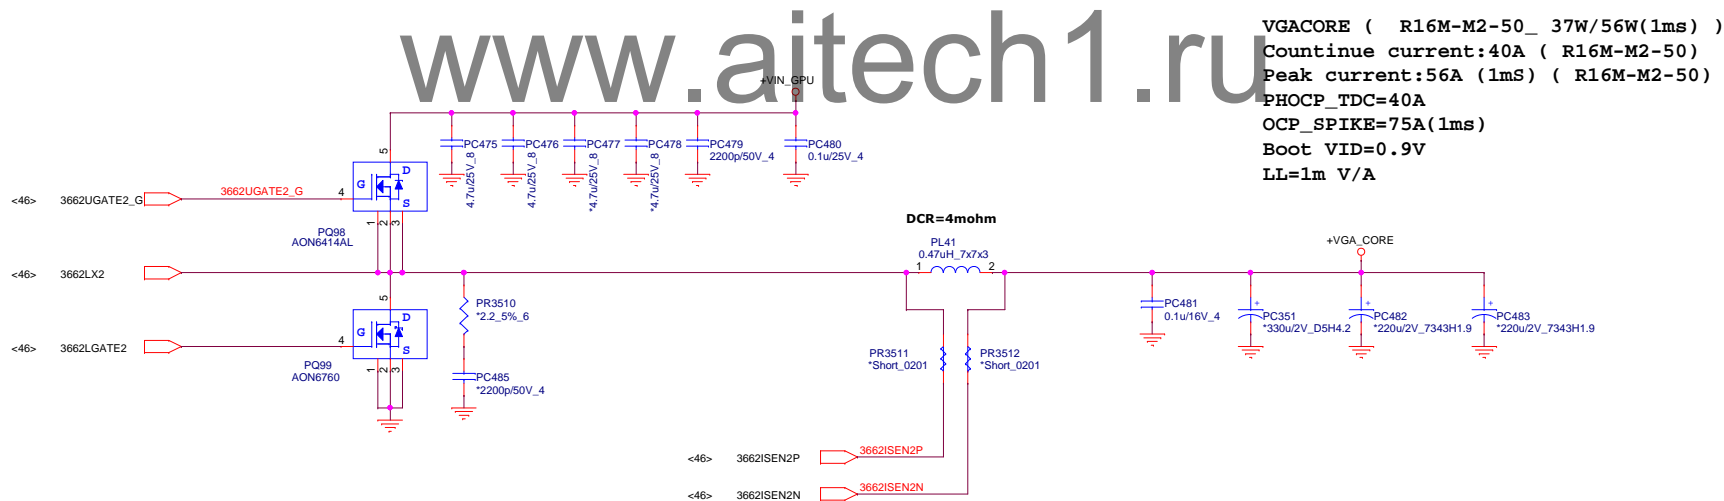 www.aitech1.ru
VGACORE ( R16M-M2-50_ 37W/56W(1ms) )
Countinue current:40A ( R16M-M2-50)
Peak current:56A (1mS) ( R16M-M2-50)
PHOCP_TDC=40A
OCP_SPIKE=75A(1ms)
Boot VID=0.9V
LL=1m V/A
+VIN_GPU
PC475
4.7u/25V_8
PC476
4.7u/25V_8
PC477
*4.7u/25V_8
PC478
*4.7u/25V_8
PC479
2200p/50V_4
PC480
0.1u/25V_4
5
D
G
S
<46> 3662UGATE2_G
3662UGATE2_G
4
1
2
3
PQ98
AON6414AL
<46> 3662LX2
5
D
G
S
<46> 3662LGATE2
4
1
2
3
PQ99
AON6760
PR3510
*2.2_5%_6
PC485
*2200p/50V_4
DCR=4mohm
PL41
0.47uH_7x7x3
1
2
PR3511
*Short_0201
PR3512
*Short_0201
<46> 3662ISEN2P
3662ISEN2P
<46> 3662ISEN2N
3662ISEN2N
+VGA_CORE
PC481
0.1u/16V_4
+
PC351
*330u/2V_D5H4.2
+
PC482
*220u/2V_7343H1.9
+
PC483
*220u/2V_7343H1.9